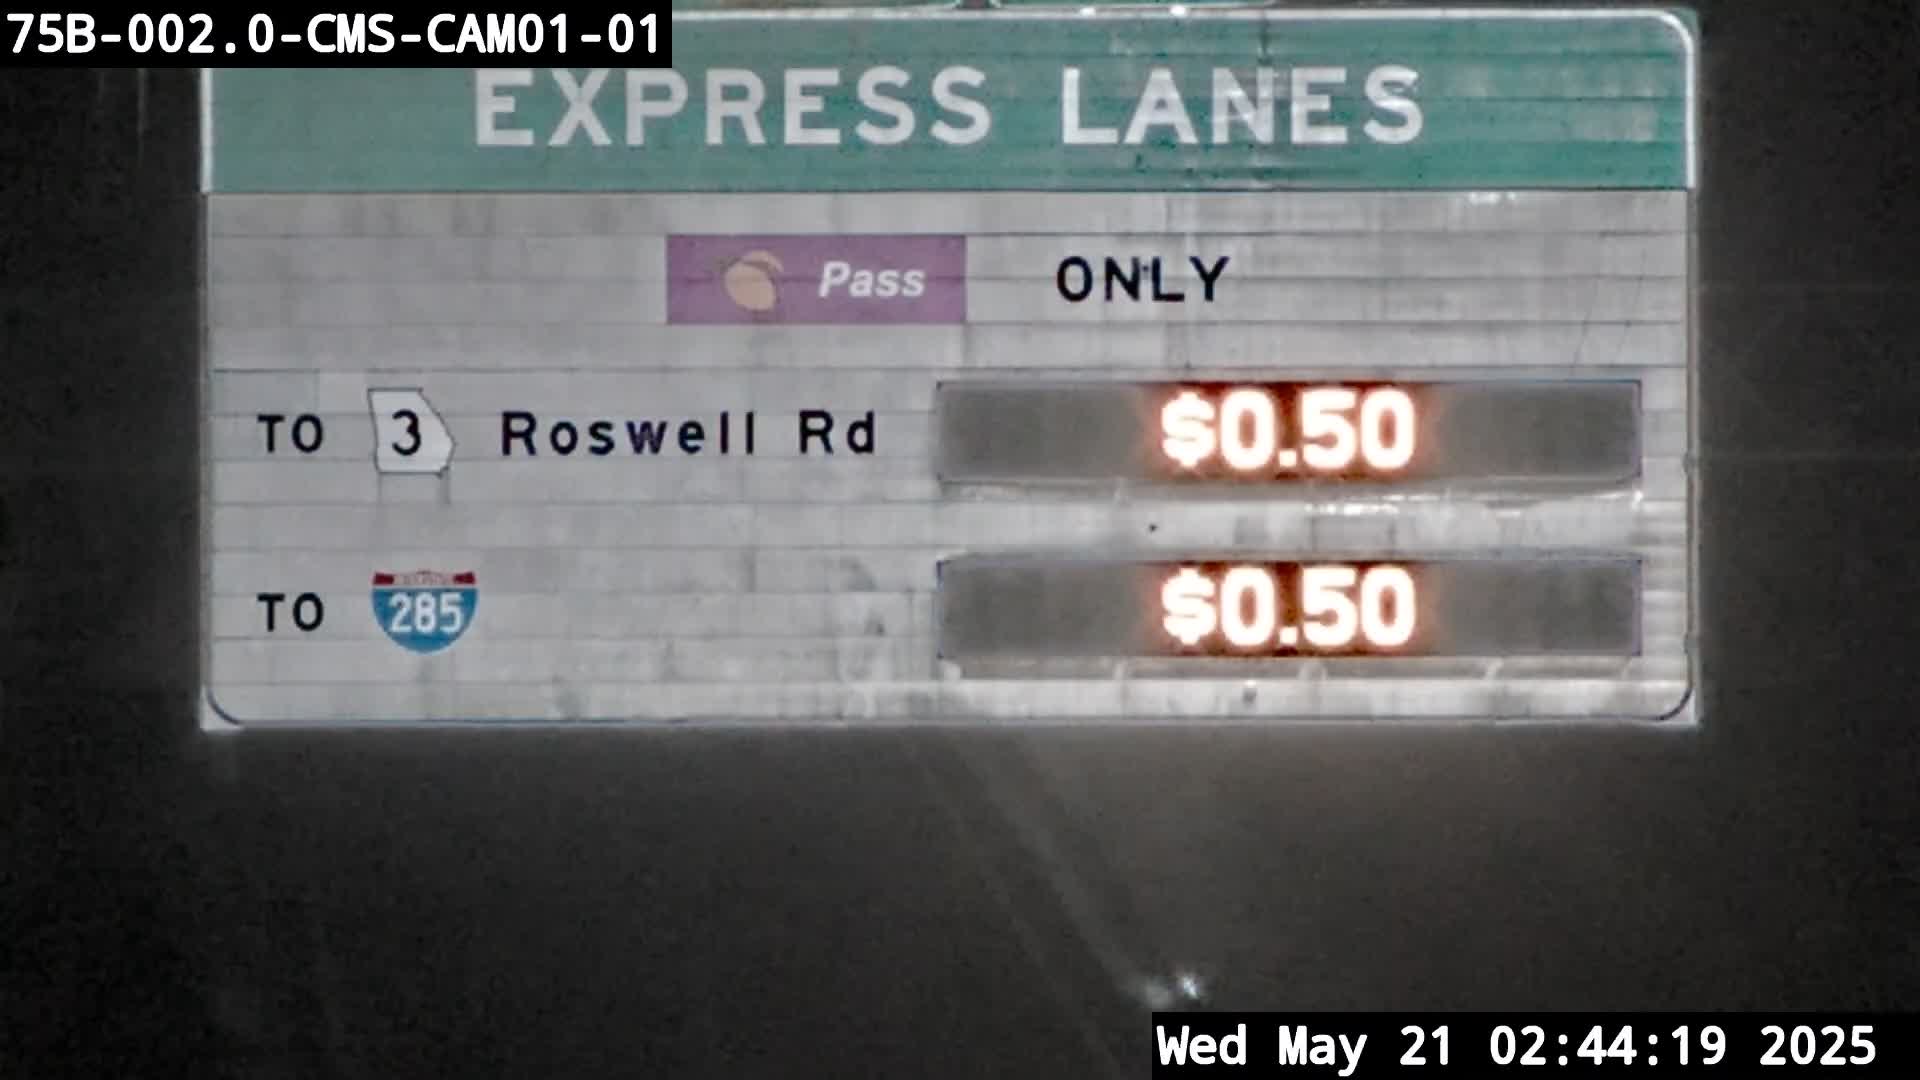 75B-002.0-CMS-CAM01-01
EXPRESS LANES
Pass ONLY
TO 3 Roswell Rd $0.50
TO 285 $0.50
Wed May 21 02:44:19 2025